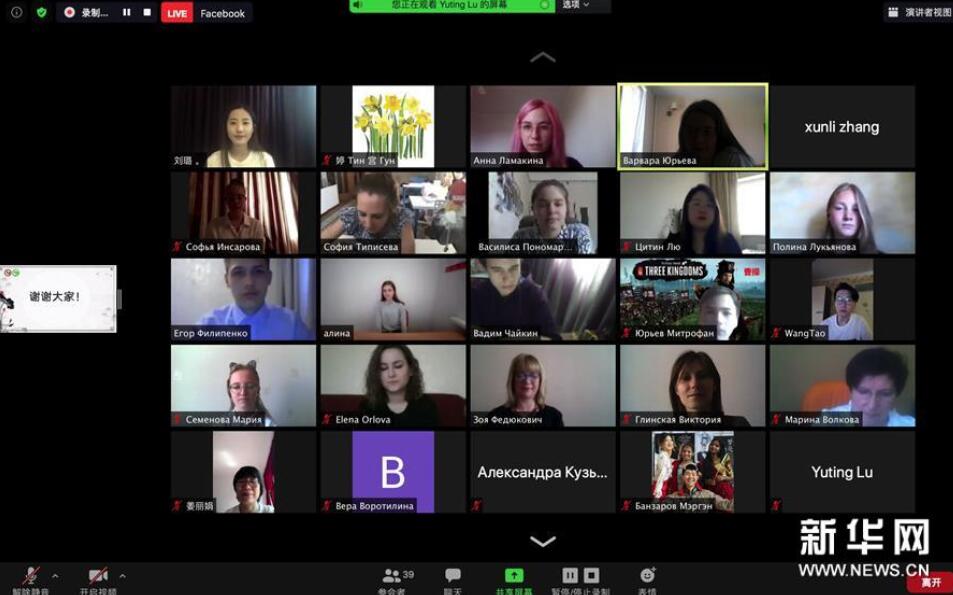 录制...
LIVE
Facebook
您正在观看 Yuting Lu 的屏幕
选项
演讲者视图
刘璐 。
婷 Тин 宫 Гун
Анна Ламакина
Варвара Юрьева
xunli zhang
Софья Инсарова
София Типисева
Василиса Пономар...
Цитин Лю
Полина Лукьянова
谢谢大家!
Егор Филипенко
алина
Вадим Чайкин
THREE KINGDOMS
曹操
Юрьев Митрофан
WangTao
Семенова Мария
Elena Orlova
Зоя Федюкович
Глинская Виктория
Марина Волкова
姜丽娟
В
Вера Воротилина
Александра Кузь...
Банзаров Мэргэн
Yuting Lu
新华网
WWW.NEWS.CN
解除静音
开启视频
39
参会者
聊天
共享屏幕
暂停/停止录制
表情
离开